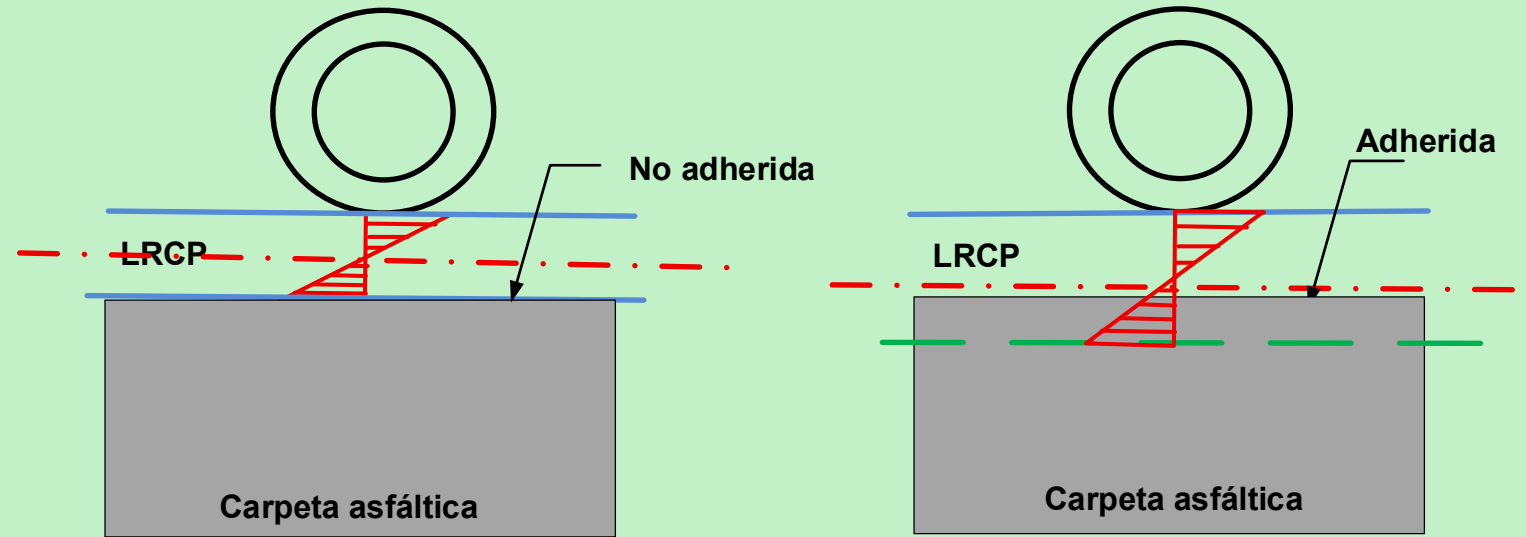 No adherida
LRCP
Carpeta asfáltica
Adherida
LRCP
Carpeta asfáltica